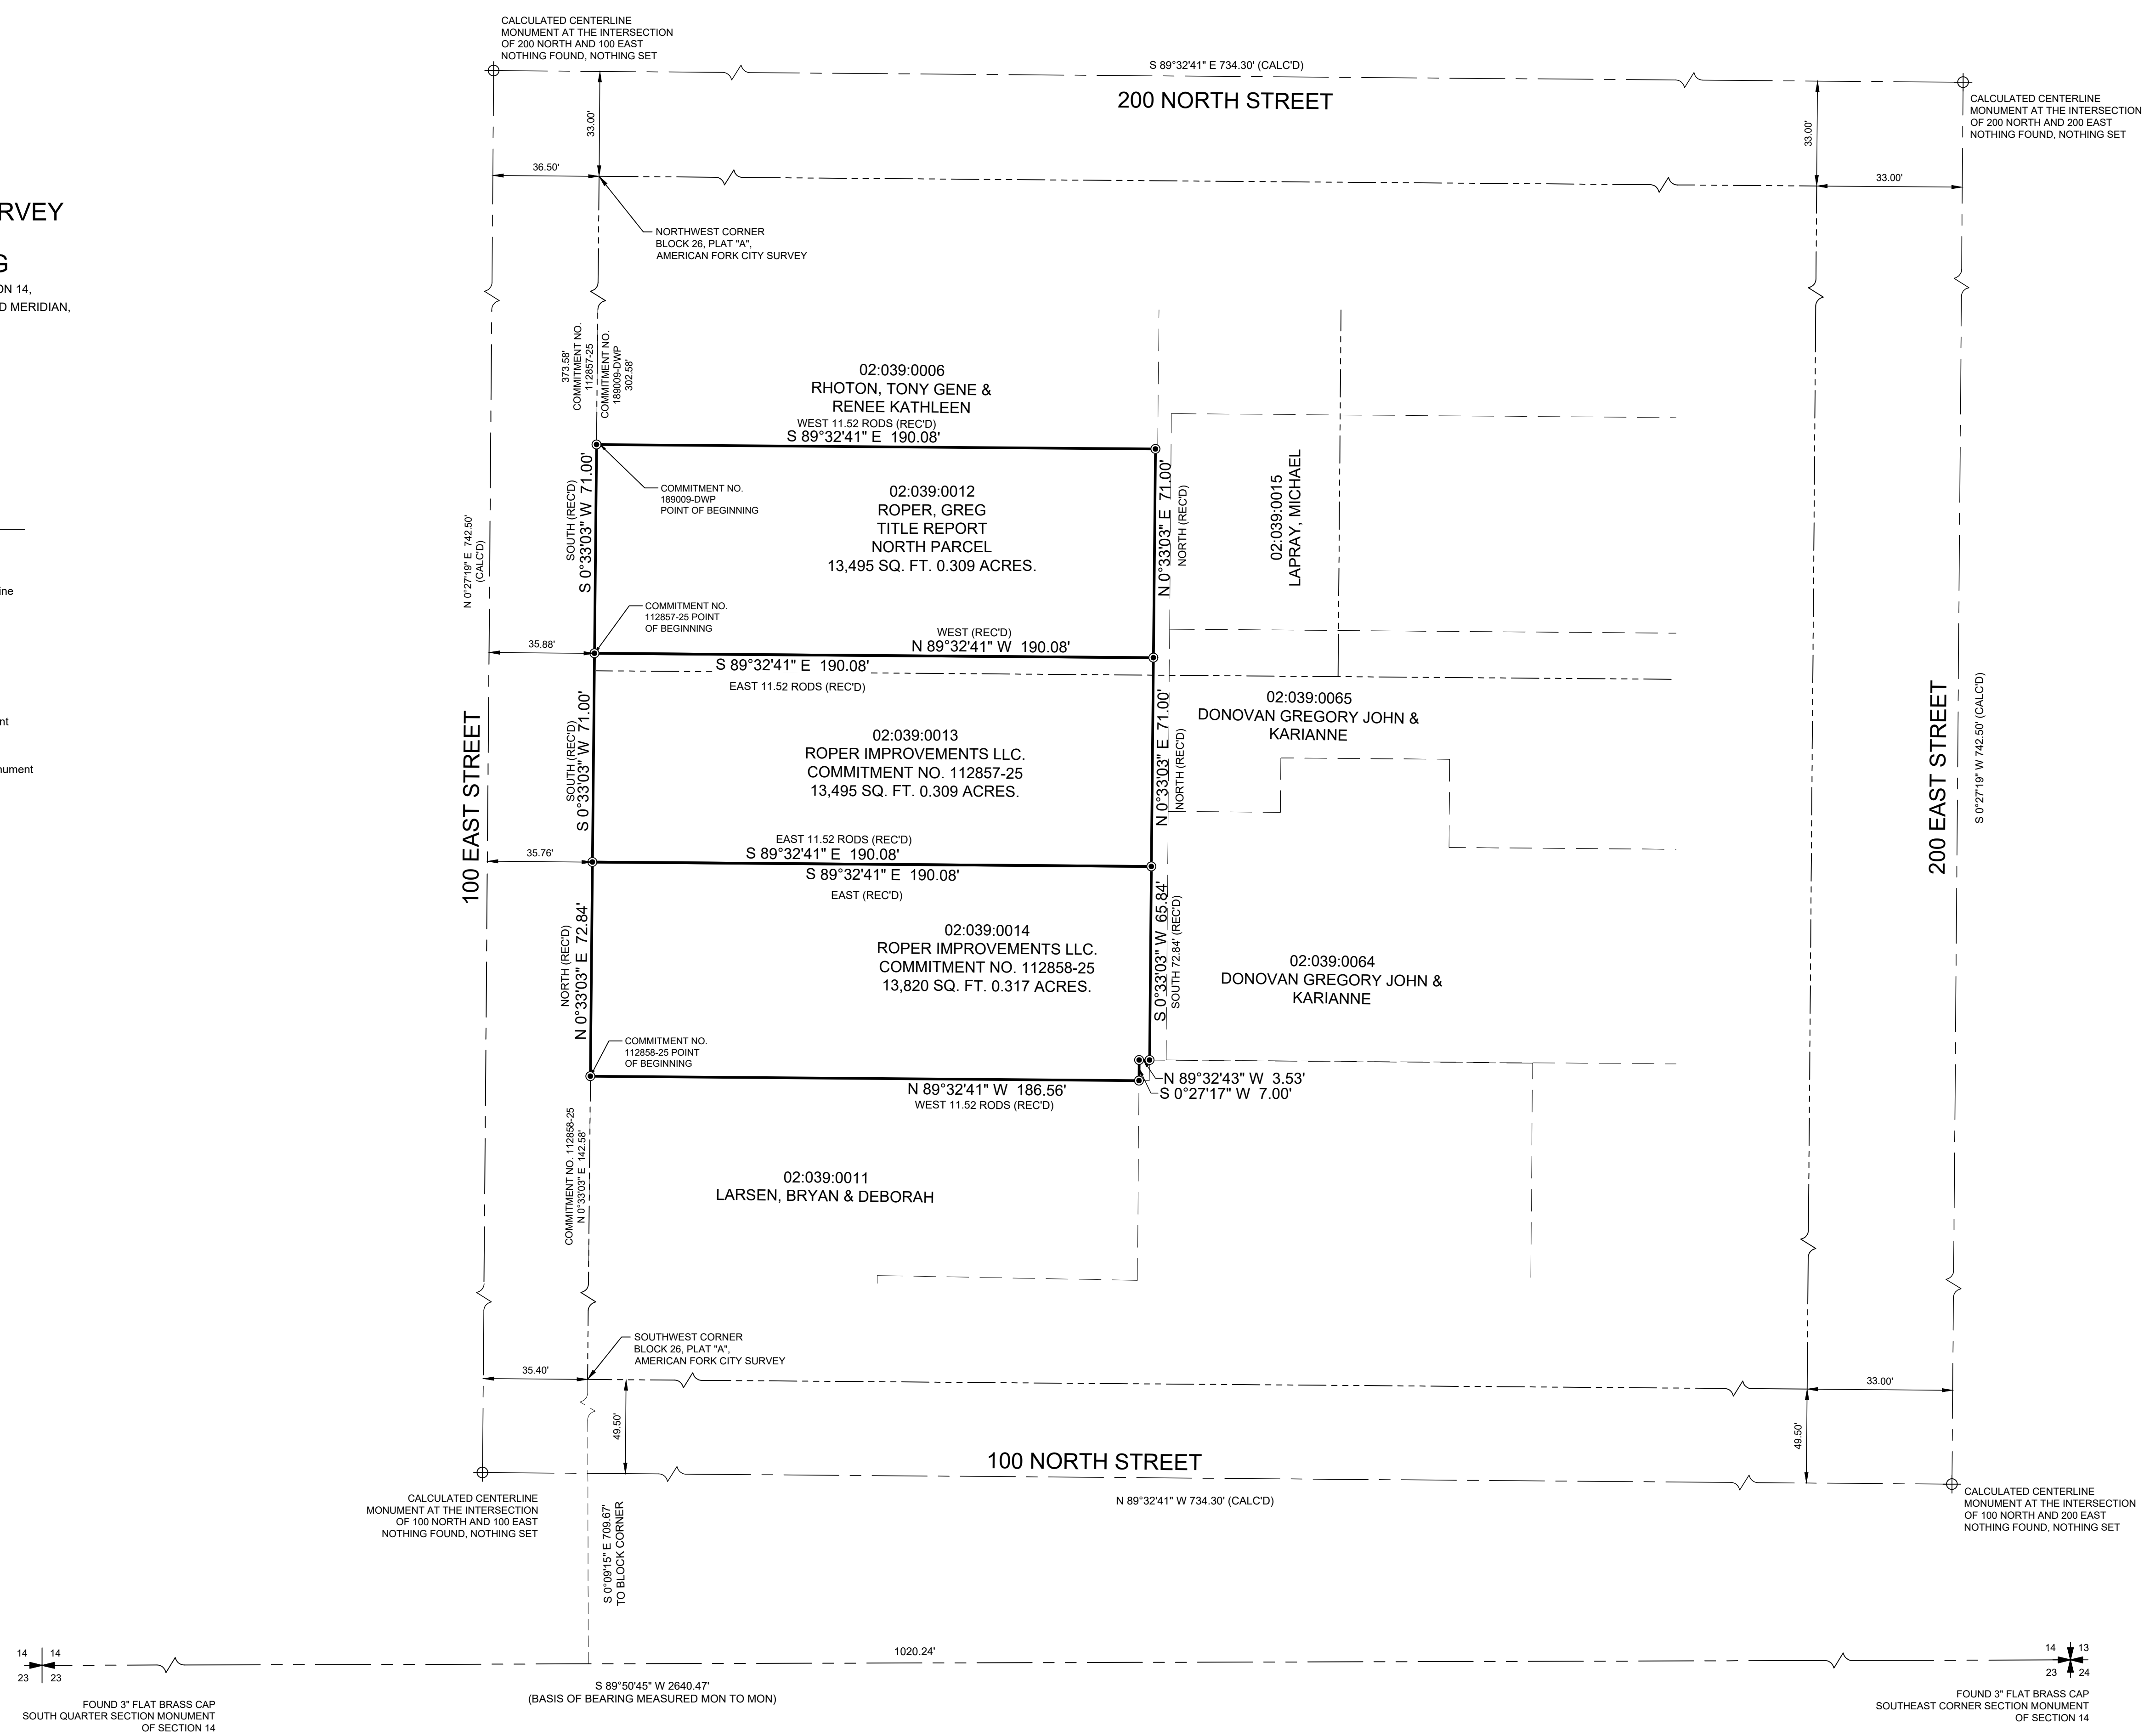 CALCULATED CENTERLINE
MONUMENT AT THE INTERSECTION
OF 200 NORTH AND 100 EAST
NOTHING FOUND, NOTHING SET
S 89°32'41" E 734.30' (CALC'D)
200 NORTH STREET
CALCULATED CENTERLINE
MONUMENT AT THE INTERSECTION
OF 200 NORTH AND 200 EAST
NOTHING FOUND, NOTHING SET
33.00'
33.00'
36.50'
33.00'
RVEY
G
ON 14,
D MERIDIAN,
NORTHWEST CORNER
BLOCK 26, PLAT "A",
AMERICAN FORK CITY SURVEY
373.58'
COMMITMENT NO.
112857-25
COMMITMENT NO.
189009-DWP
302.58'
02:039:0006
RHOTON, TONY GENE &
RENEE KATHLEEN
WEST 11.52 RODS (REC'D)
S 89°32'41" E 190.08'
SOUTH (REC'D)
S 0°33'03" W 71.00'
COMMITMENT NO.
189009-DWP
POINT OF BEGINNING
02:039:0012
ROPER, GREG
TITLE REPORT
NORTH PARCEL
13,495 SQ. FT. 0.309 ACRES.
N 0°33'03" E 71.00'
NORTH (REC'D)
02:039:0015
LAPRAY, MICHAEL
N 0°27'19" E 742.50'
(CALC'D)
ine
COMMITMENT NO.
112857-25 POINT
OF BEGINNING
35.88'
WEST (REC'D)
N 89°32'41" W 190.08'
S 89°32'41" E 190.08'
EAST 11.52 RODS (REC'D)
nt
nument
100 EAST STREET
SOUTH (REC'D)
S 0°33'03" W 71.00'
02:039:0013
ROPER IMPROVEMENTS LLC.
COMMITMENT NO. 112857-25
13,495 SQ. FT. 0.309 ACRES.
N 0°33'03" E 71.00'
NORTH (REC'D)
02:039:0065
DONOVAN GREGORY JOHN &
KARIANNE
200 EAST STREET
S 0°27'19" W 742.50' (CALC'D)
35.76'
EAST 11.52 RODS (REC'D)
S 89°32'41" E 190.08'
S 89°32'41" E 190.08'
EAST (REC'D)
NORTH (REC'D)
N 0°33'03" E 72.84'
02:039:0014
ROPER IMPROVEMENTS LLC.
COMMITMENT NO. 112858-25
13,820 SQ. FT. 0.317 ACRES.
S 0°33'03" W 65.84'
SOUTH 72.84' (REC'D)
02:039:0064
DONOVAN GREGORY JOHN &
KARIANNE
COMMITMENT NO.
112858-25 POINT
OF BEGINNING
N 89°32'43" W 3.53'
S 0°27'17" W 7.00'
N 89°32'41" W 186.56'
WEST 11.52 RODS (REC'D)
COMMITMENT NO. 112858-25
N 0°33'03" E 142.58'
02:039:0011
LARSEN, BRYAN & DEBORAH
SOUTHWEST CORNER
BLOCK 26, PLAT "A",
AMERICAN FORK CITY SURVEY
35.40'
33.00'
49.50'
49.50'
100 NORTH STREET
N 89°32'41" W 734.30' (CALC'D)
CALCULATED CENTERLINE
MONUMENT AT THE INTERSECTION
OF 100 NORTH AND 100 EAST
NOTHING FOUND, NOTHING SET
CALCULATED CENTERLINE
MONUMENT AT THE INTERSECTION
OF 100 NORTH AND 200 EAST
NOTHING FOUND, NOTHING SET
S 0°09'15" E 709.67'
TO BLOCK CORNER
14 14
23 23
1020.24'
14 13
23 24
S 89°50'45" W 2640.47'
(BASIS OF BEARING MEASURED MON TO MON)
FOUND 3" FLAT BRASS CAP
SOUTH QUARTER SECTION MONUMENT
OF SECTION 14
FOUND 3" FLAT BRASS CAP
SOUTHEAST CORNER SECTION MONUMENT
OF SECTION 14